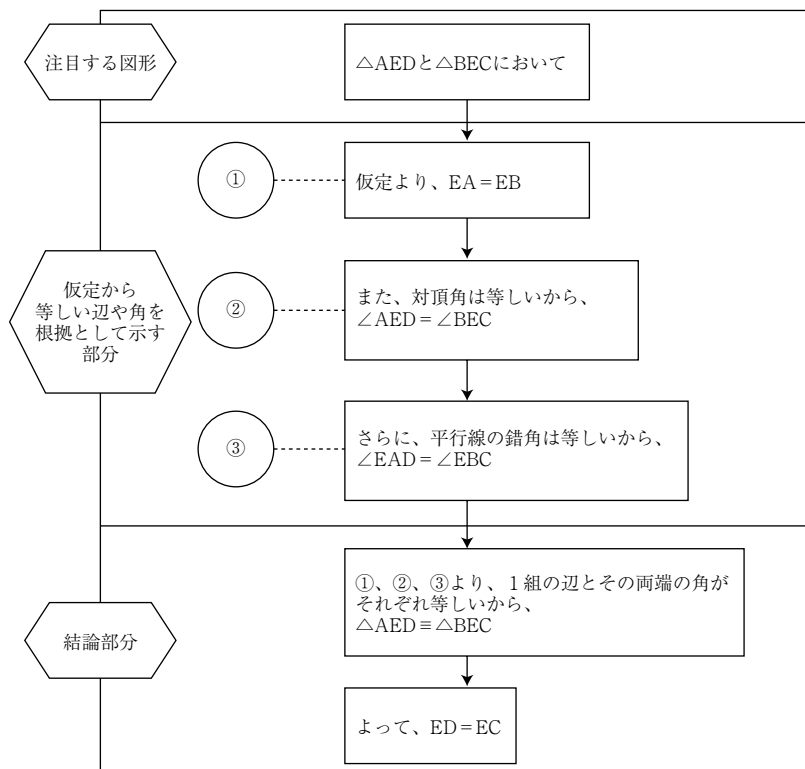 注目する図形
△AEDと△BECにおいて
①
仮定より、EA＝EB
仮定から
等しい辺や角を
根拠として示す
部分
②
また、対頂角は等しいから、
∠AED＝∠BEC
③
さらに、平行線の錯角は等しいから、
∠EAD＝∠EBC
結論部分
①、②、③より、１組の辺とその両端の角が
それぞれ等しいから、
△AED≡△BEC
よって、ED＝EC